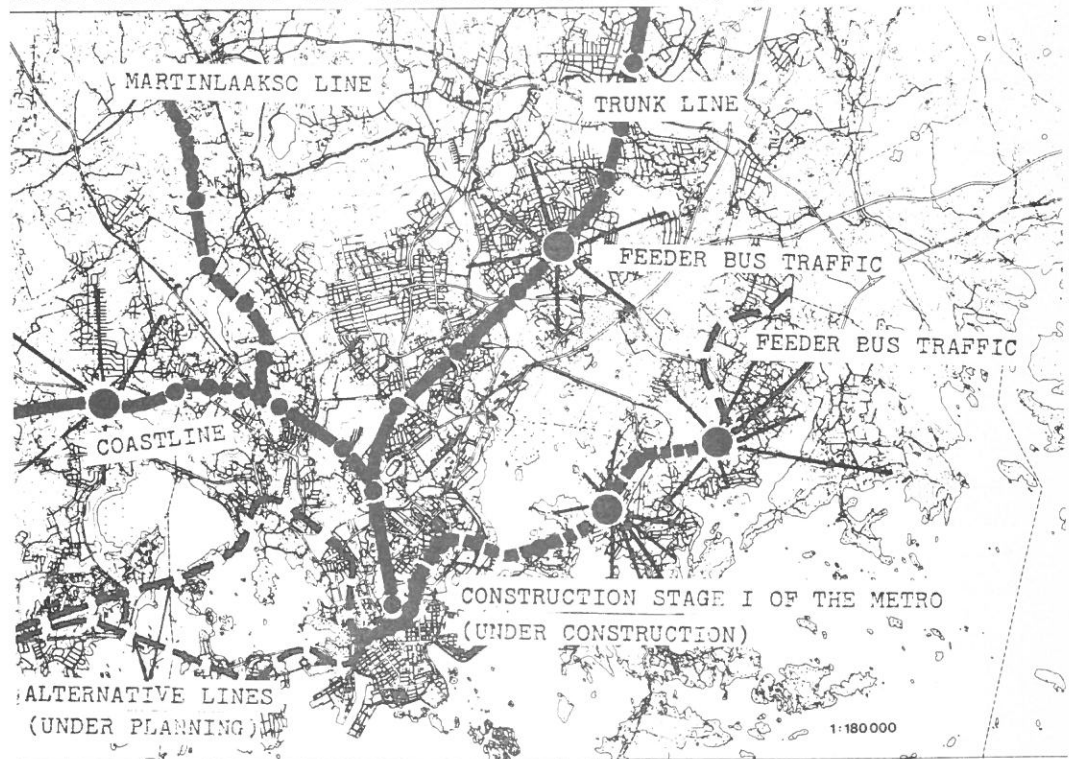 MARTINLAAKSO LINE
TRUNK LINE
FEEDER BUS TRAFFIC
FEEDER BUS TRAFFIC
COASTLINE
CONSTRUCTION STAGE I OF THE METRO
(UNDER CONSTRUCTION)
ALTERNATIVE LINES
(UNDER PLANNING)
1:180000